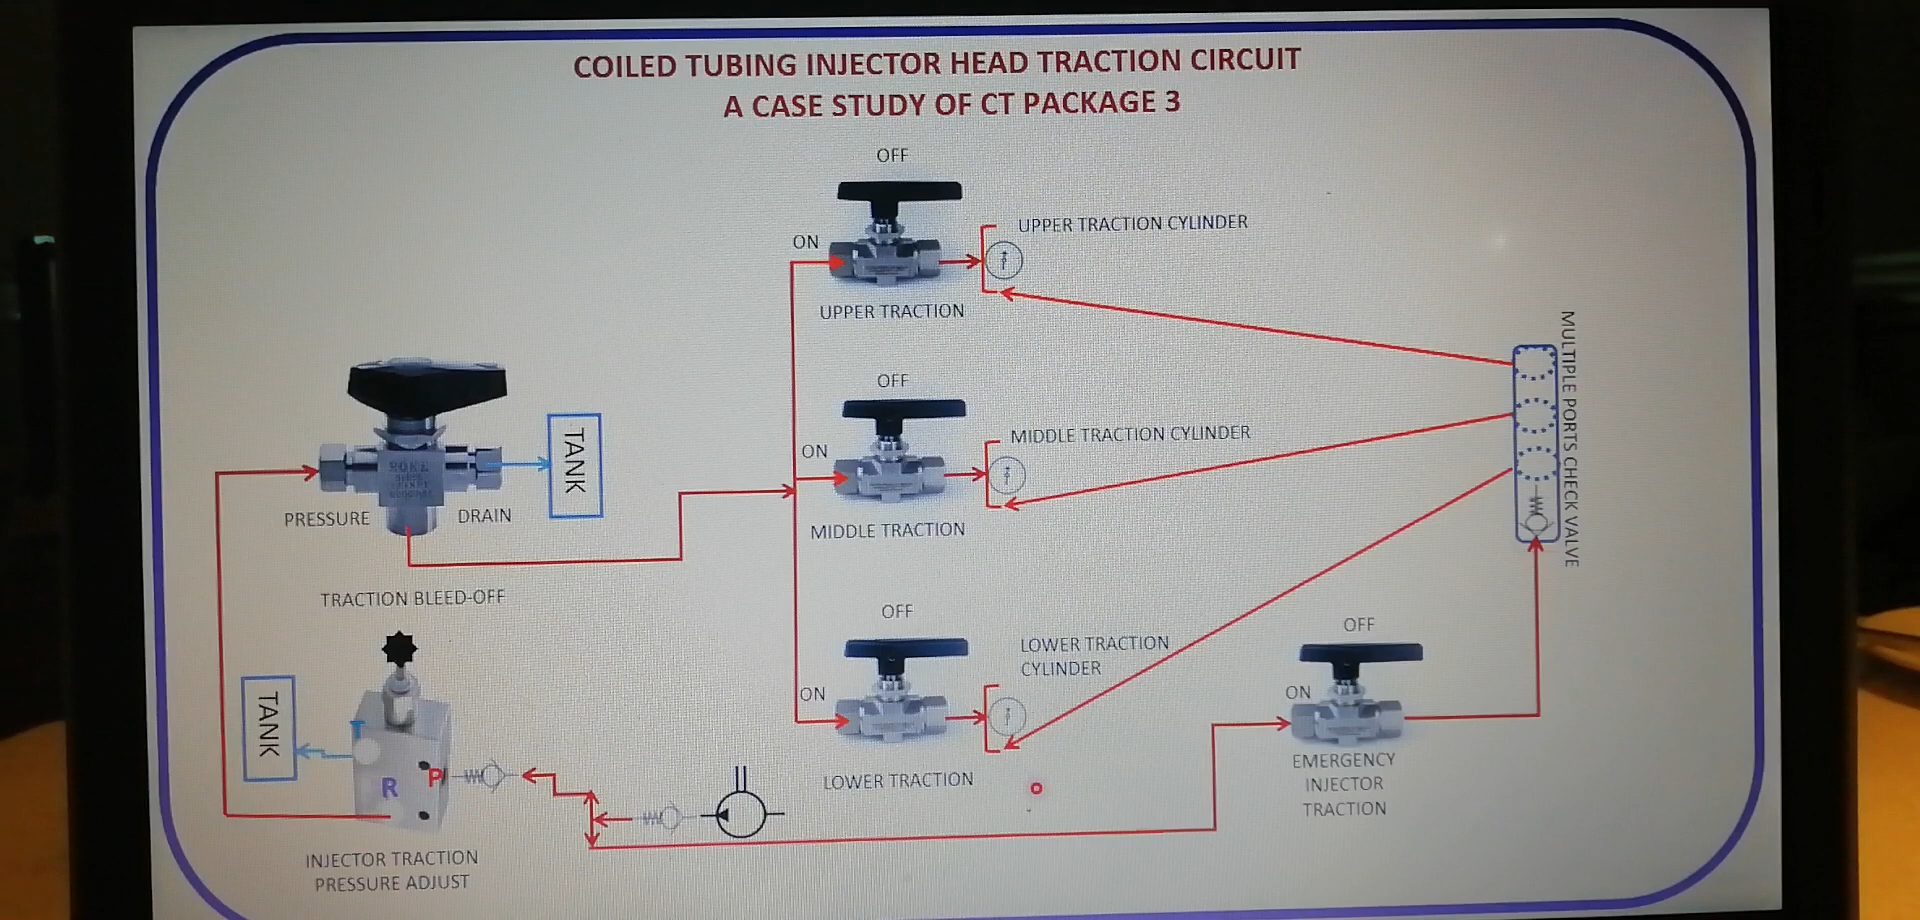 COILED TUBING INJECTOR HEAD TRACTION CIRCUIT
A CASE STUDY OF CT PACKAGE 3
OFF
ON
UPPER TRACTION CYLINDER
UPPER TRACTION
OFF
ON
MIDDLE TRACTION CYLINDER
MIDDLE TRACTION
MULTIPLE PORTS CHECK VALVE
TANK
PRESSURE
DRAIN
TRACTION BLEED-OFF
OFF
ON
LOWER TRACTION
CYLINDER
LOWER TRACTION
OFF
ON
EMERGENCY
INJECTOR
TRACTION
TANK
T
R
P
INJECTOR TRACTION
PRESSURE ADJUST